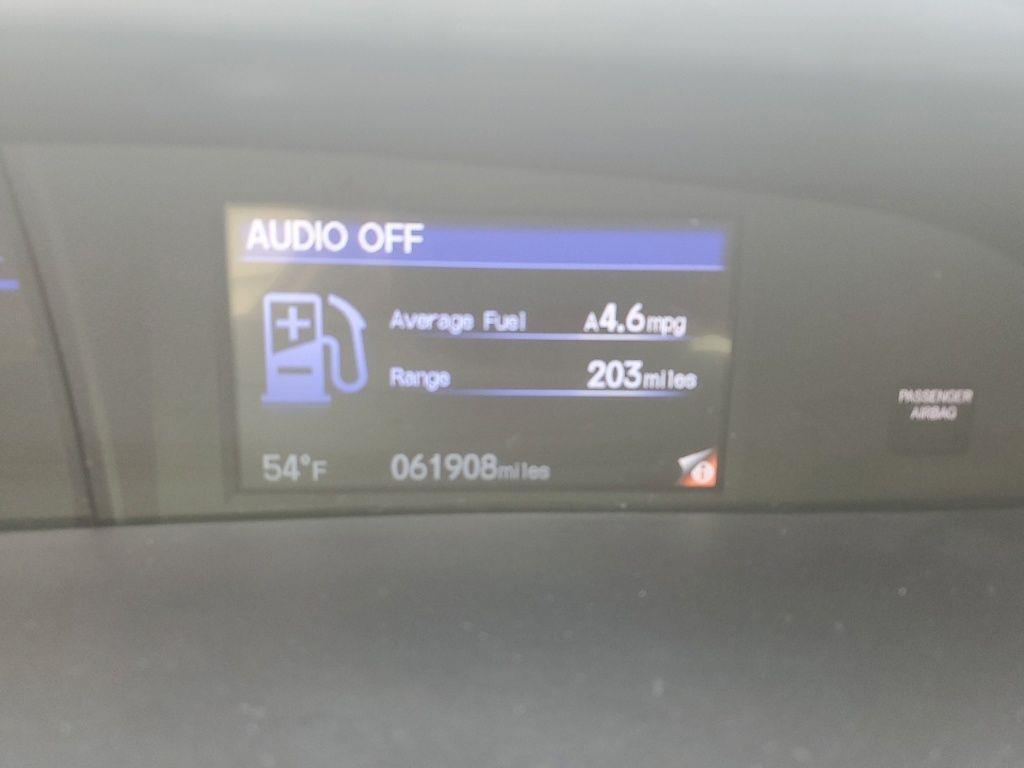 AUDIO OFF
Average Fuel A4.6mpg
Range 203miles
54°F 061908miles i
PASSENGER
AIRBAG